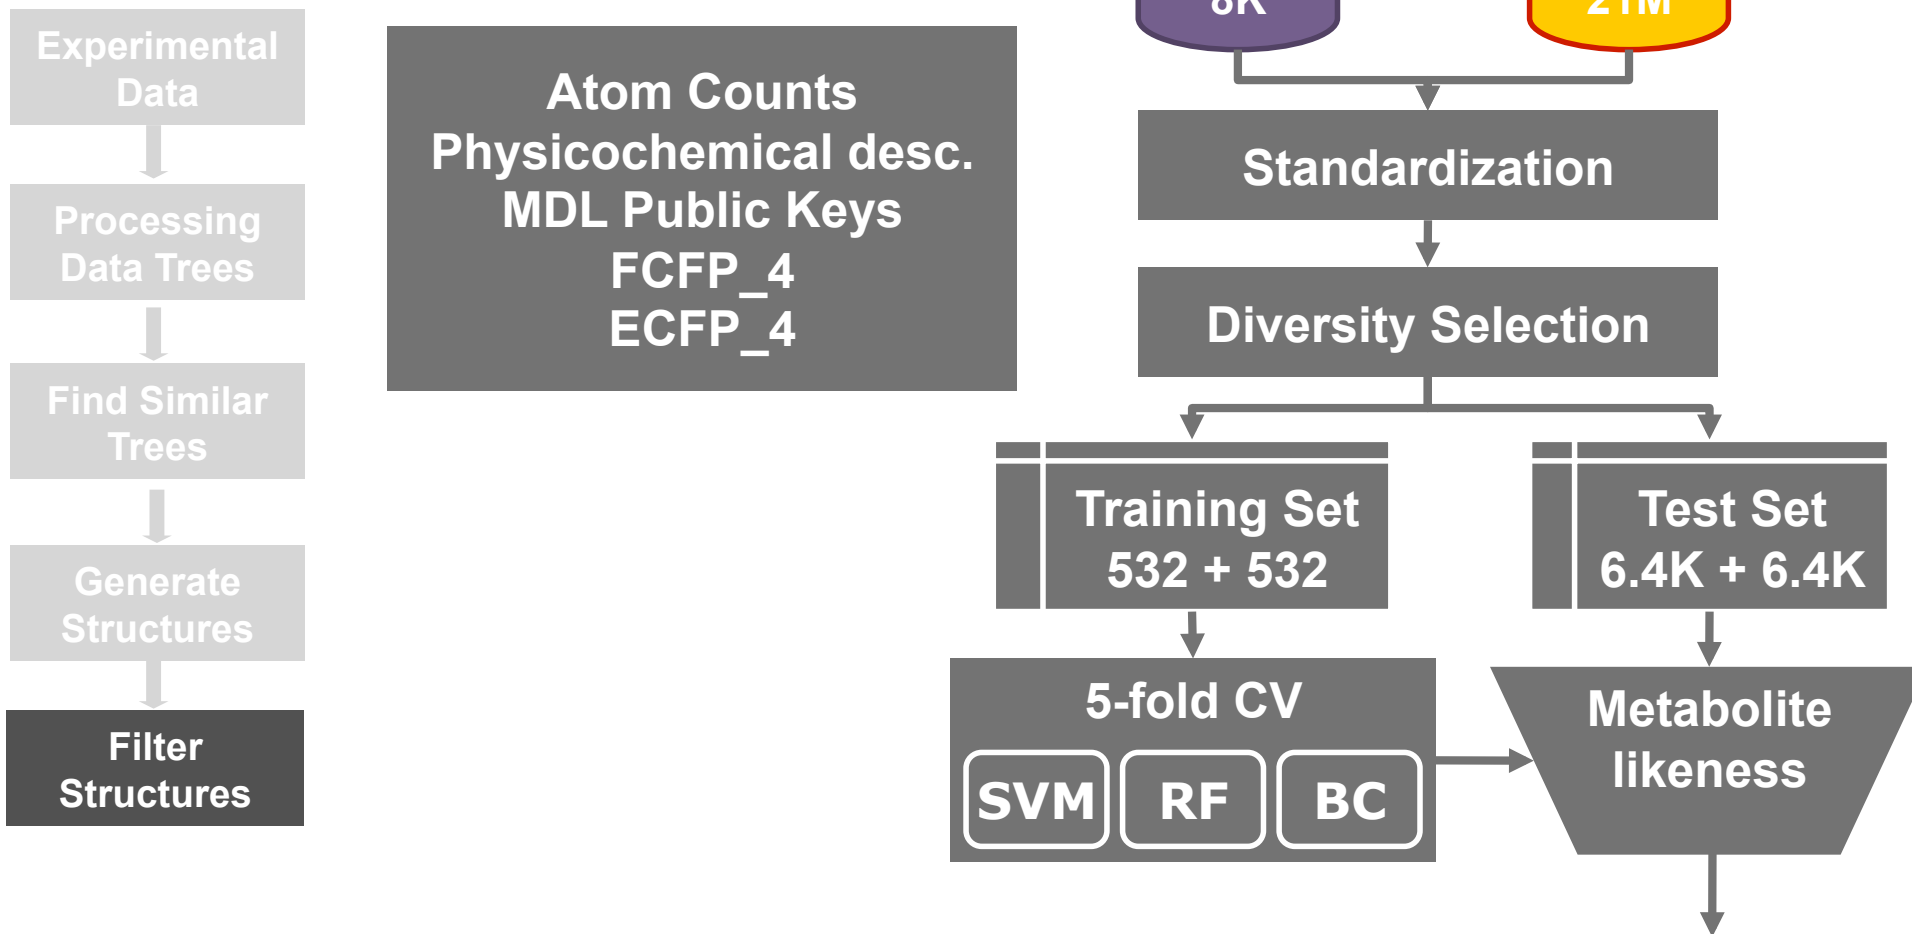 Experimental
Data
Processing
Data Trees
Find Similar
Trees
Generate
Structures
Filter
Structures
Atom Counts
Physicochemical desc.
MDL Public Keys
FCFP_4
ECFP_4
8K
21M
Standardization
Diversity Selection
Training Set
532 + 532
Test Set
6.4K + 6.4K
5-fold CV
SVM
RF
BC
Metabolite
likeness